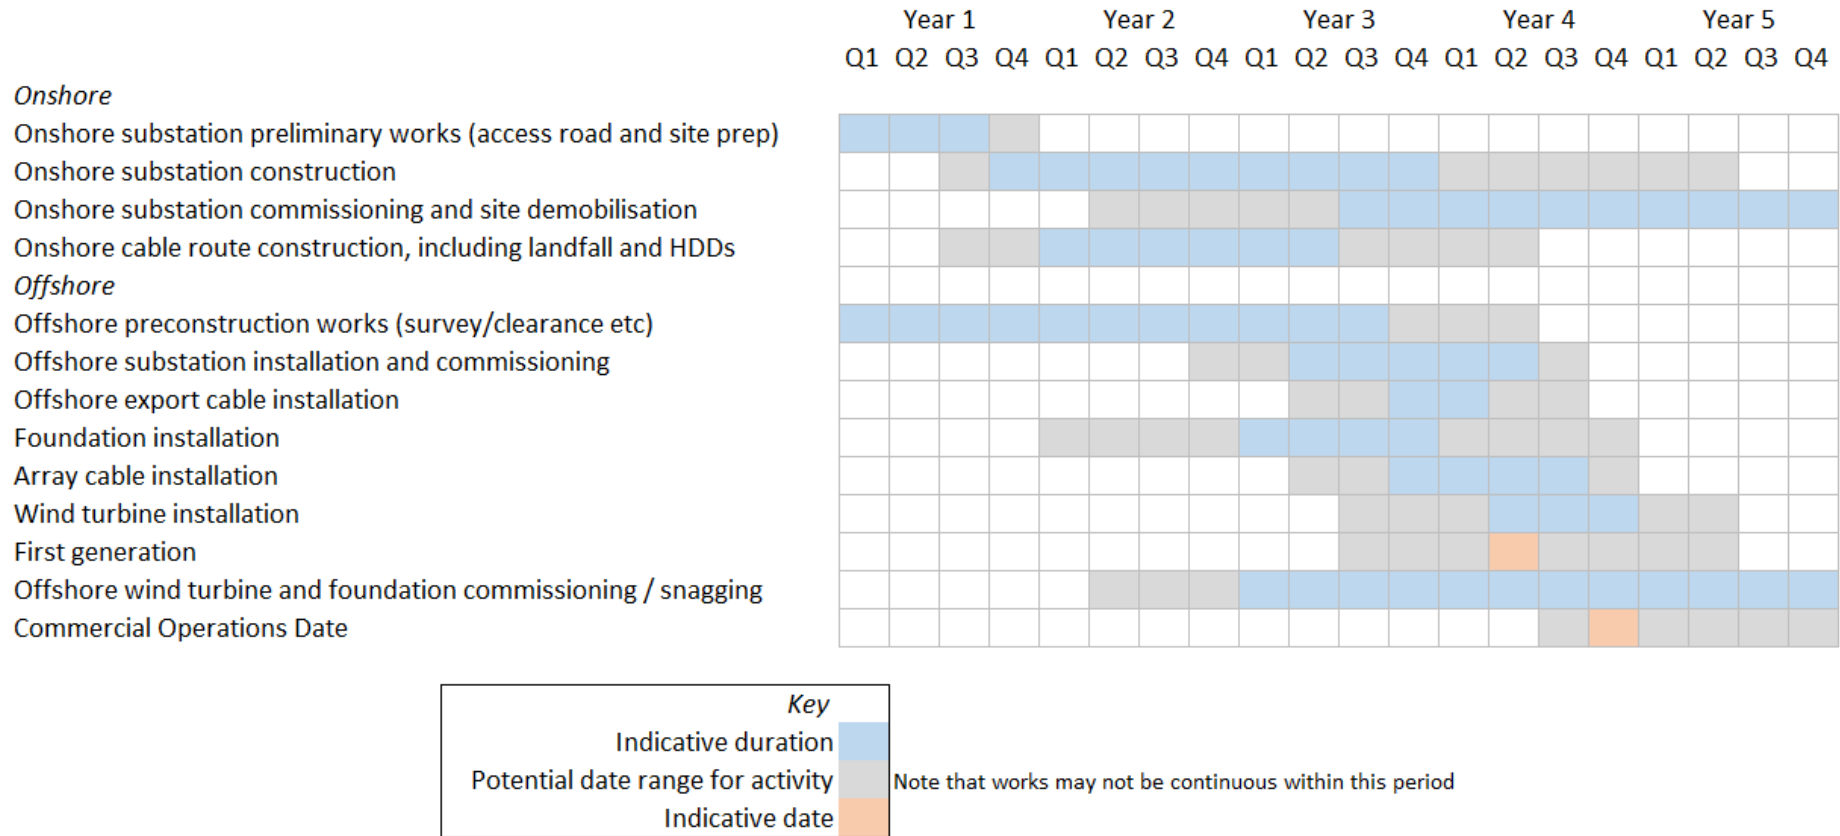 Year 1 Year 2 Year 3 Year 4 Year 5
Q1 Q2 Q3 Q4 Q1 Q2 Q3 Q4 Q1 Q2 Q3 Q4 Q1 Q2 Q3 Q4 Q1 Q2 Q3 Q4
Onshore
Onshore substation preliminary works (access road and site prep)
Onshore substation construction
Onshore substation commissioning and site demobilisation
Onshore cable route construction, including landfall and HDDs
Offshore
Offshore preconstruction works (survey/clearance etc)
Offshore substation installation and commissioning
Offshore export cable installation
Foundation installation
Array cable installation
Wind turbine installation
First generation
Offshore wind turbine and foundation commissioning / snagging
Commercial Operations Date
Key
Indicative duration
Potential date range for activity Note that works may not be continuous within this period
Indicative date